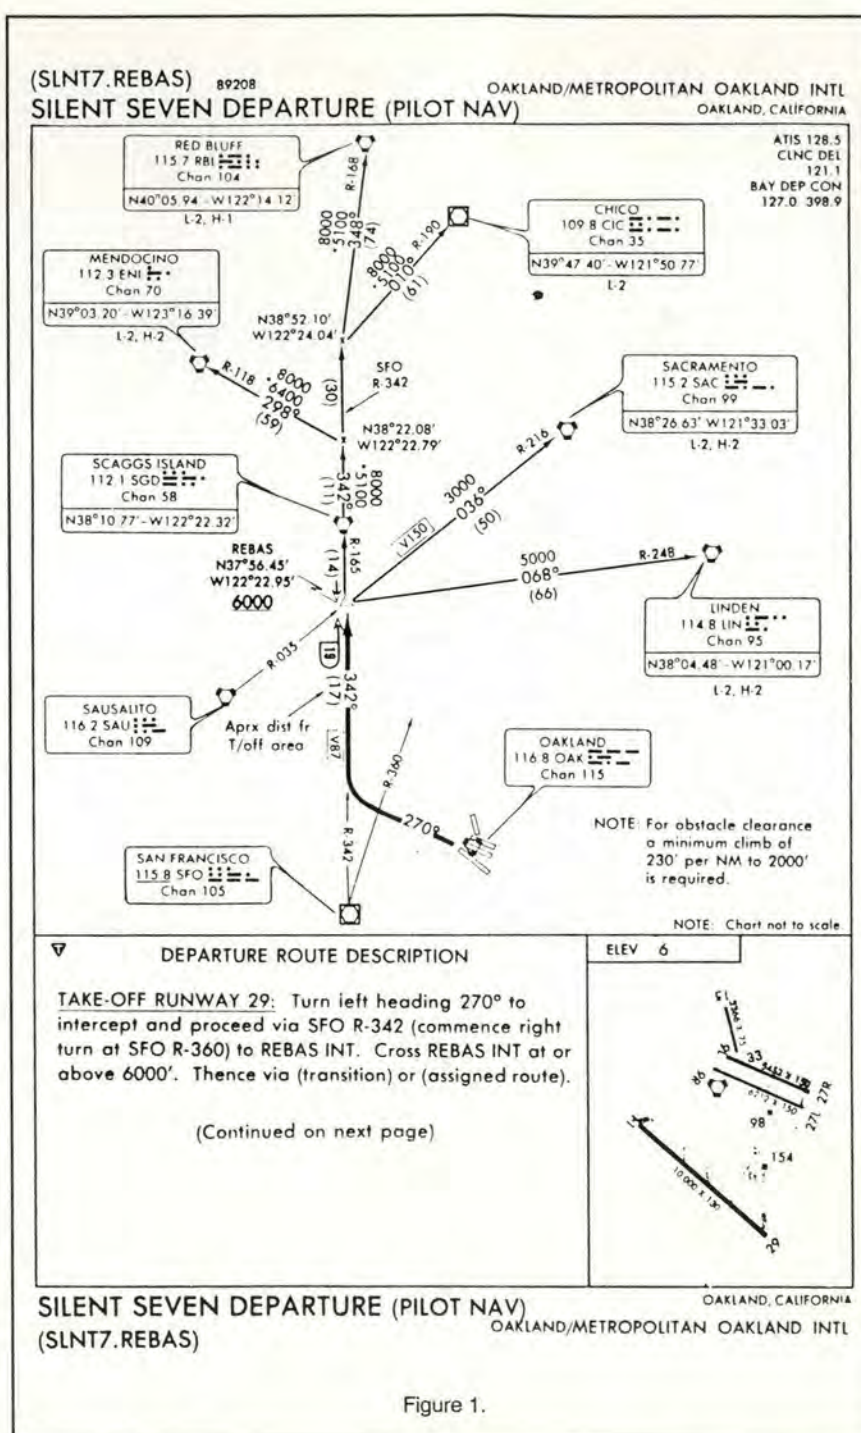 (SLNT7.REBAS) 89208
OAKLAND/METROPOLITAN OAKLAND INTL
SILENT SEVEN DEPARTURE (PILOT NAV)
OAKLAND, CALIFORNIA
ATIS 128.5
CLNC DEL
121.1
BAY DEP CON
127.0 398.9
RED BLUFF
115.7 RBL
Chan 104
N40°05.94'-W122°14.12'
L-2, H-1
R-168
8000
*5100
348°
(74)
CHICO
109.8 CIC
Chan 35
N39°47.40'-W121°50.77'
L-2
R-190
8000
*5100
010°
(61)
MENDOCINO
112.3 ENI
Chan 70
N39°03.20'-W123°16.39'
L-2, H-2
R-118
8000
*6400
298°
(59)
N38°52.10'
W122°24.04'
SFO
R-342
(30)
N38°22.08'
W122°22.79'
SACRAMENTO
115.2 SAC
Chan 99
N38°26.63' W121°33.03'
L-2, H-2
R-216
3000
036°
(50)
V150
SCAGGS ISLAND
112.1 SGD
Chan 58
N38°10.77'-W122°22.32'
8000
*5100
342°
(11)
R-165
(14)
REBAS
N37°56.45'
W122°22.95'
6000
5000
068°
(66)
R-248
LINDEN
114.8 LIN
Chan 95
N38°04.48'-W121°00.17'
L-2, H-2
R-035
SAUSALITO
116.2 SAU
Chan 109
19
342°
(17)
Aprx dist fr
T/off area
V87
R-360
R-342
270°
OAKLAND
116.8 OAK
Chan 115
SAN FRANCISCO
115.8 SFO
Chan 105
NOTE: For obstacle clearance
a minimum climb of
230' per NM to 2000'
is required.
NOTE: Chart not to scale
T
DEPARTURE ROUTE DESCRIPTION
TAKE-OFF RUNWAY 29: Turn left heading 270° to
intercept and proceed via SFO R-342 (commence right
turn at SFO R-360) to REBAS INT. Cross REBAS INT at or
above 6000'. Thence via (transition) or (assigned route).
(Continued on next page)
ELEV 6
15
33
86
6212 X 150
27R
27L
98
154
10,000 X 150
29
SILENT SEVEN DEPARTURE (PILOT NAV)
OAKLAND, CALIFORNIA
(SLNT7.REBAS)
OAKLAND/METROPOLITAN OAKLAND INTL
Figure 1.